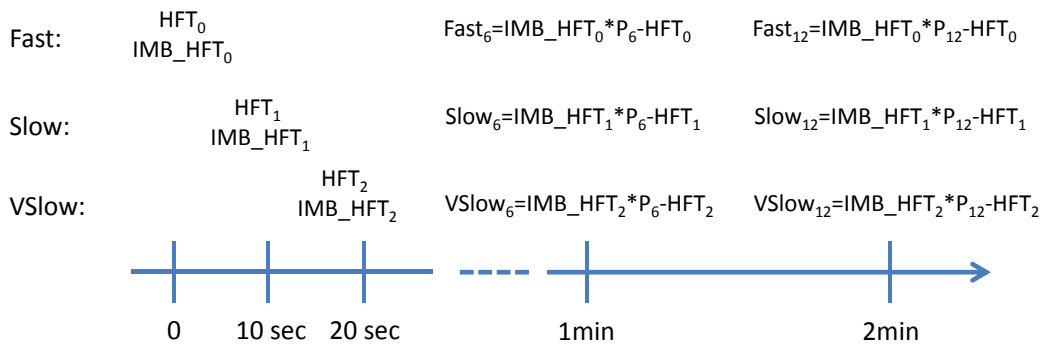 Fast: HFT₀ Fast₆=IMB_HFT₀*P₆-HFT₀ Fast₁₂=IMB_HFT₀*P₁₂-HFT₀
IMB_HFT₀
HFT₁
Slow: IMB_HFT₁ Slow₆=IMB_HFT₁*P₆-HFT₁ Slow₁₂=IMB_HFT₁*P₁₂-HFT₁
HFT₂
VSlow: IMB_HFT₂ VSlow₆=IMB_HFT₂*P₆-HFT₂ VSlow₁₂=IMB_HFT₂*P₁₂-HFT₂
0 10 sec 20 sec 1min 2min